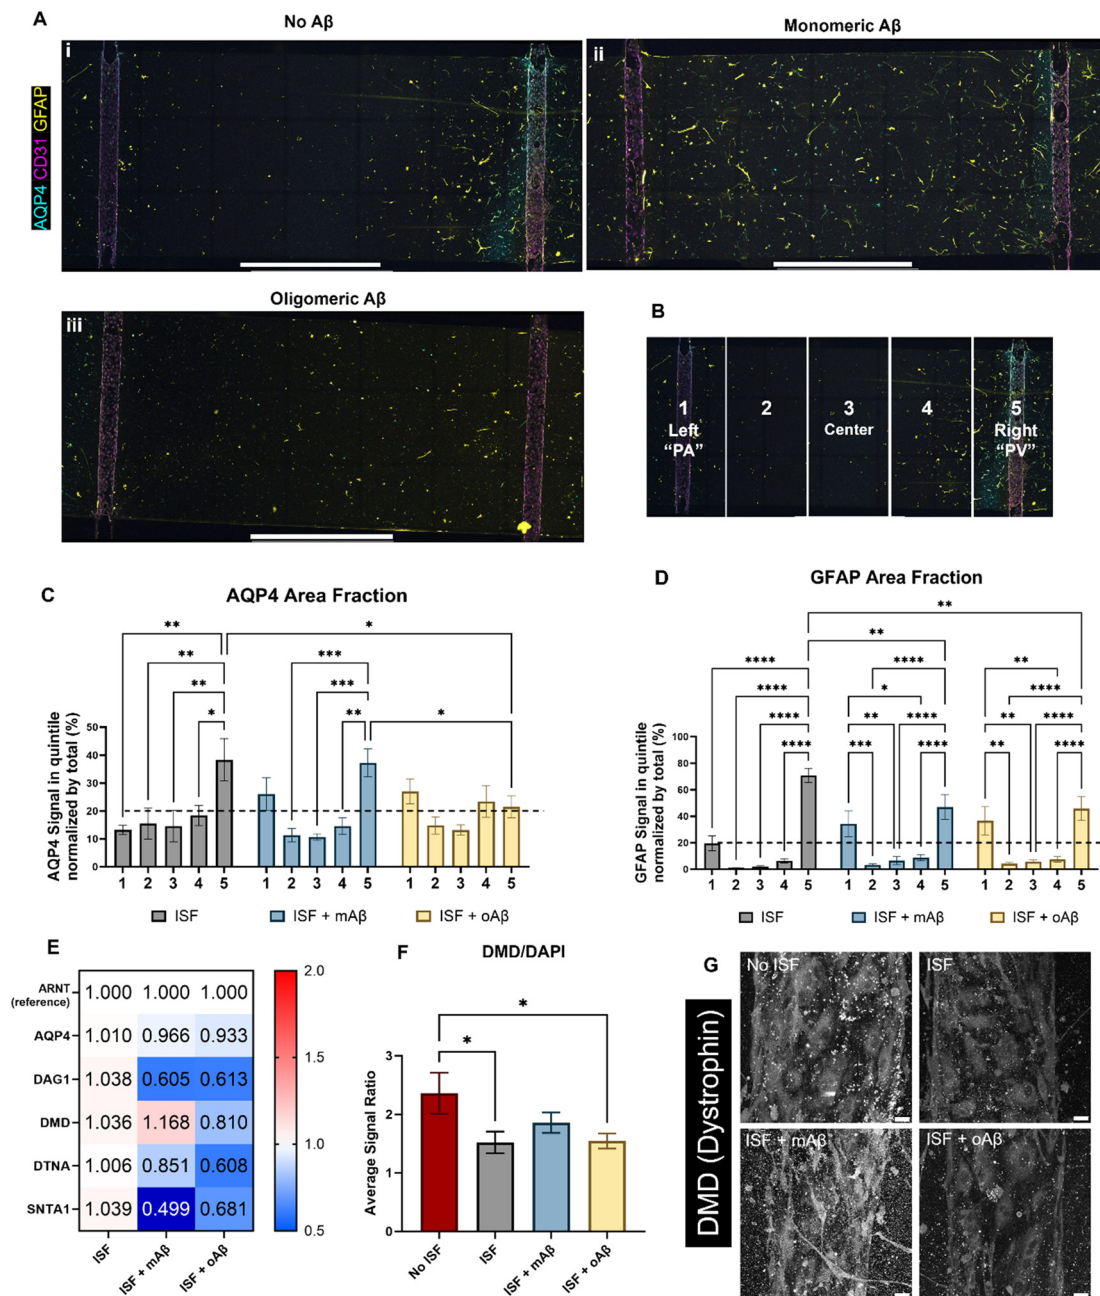 A
No Aβ
Monomeric Aβ
i
ii
AQP4 CD31 GFAP
Oligomeric Aβ
iii
B
1
Left
“PA”
2
3
Center
4
5
Right
“PV”
C
AQP4 Area Fraction
**
*
**
***
**
***
*
**
*
AQP4 Signal in quintile
normalized by total (%)
50
40
30
20
10
0
1 2 3 4 5 1 2 3 4 5 1 2 3 4 5
ISF ISF + mAβ ISF + oAβ
D
GFAP Area Fraction
**
**
**** **** **
**** * ****
**** ** **** ** ****
**** *** **** ** ****
GFAP Signal in quintile
normalized by total (%)
100
80
60
40
20
0
1 2 3 4 5 1 2 3 4 5 1 2 3 4 5
ISF ISF + mAβ ISF + oAβ
E
ARNT
(reference)
1.000 1.000 1.000
AQP4 1.010 0.966 0.933
DAG1 1.038 0.605 0.613
DMD 1.036 1.168 0.810
DTNA 1.006 0.851 0.608
SNTA1 1.039 0.499 0.681
ISF ISF + mAβ ISF + oAβ
2.0
1.5
1.0
0.5
F
DMD/DAPI
*
*
Average Signal Ratio
3
2
1
0
No ISF ISF ISF + mAβ ISF + oAβ
G
DMD (Dystrophin)
No ISF
ISF
ISF + mAβ
ISF + oAβ